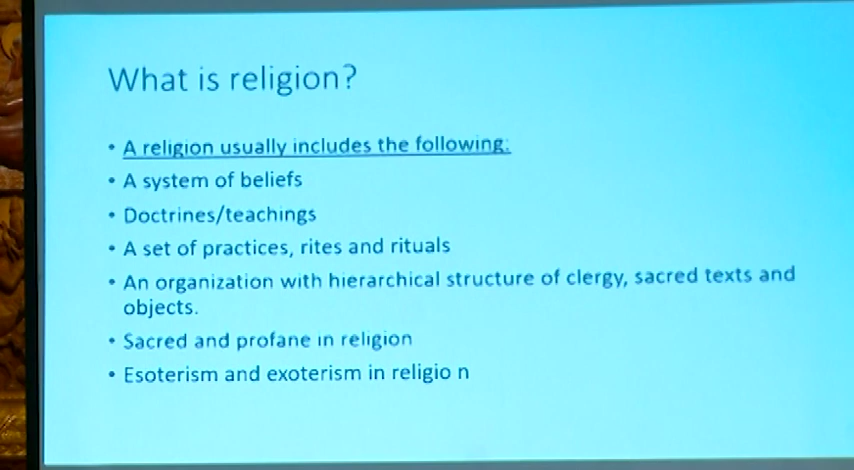 What is religion?
• A religion usually includes the following:
• A system of beliefs
• Doctrines/teachings
• A set of practices, rites and rituals
• An organization with hierarchical structure of clergy, sacred texts and
objects.
• Sacred and profane in religion
• Esoterism and exoterism in religio n